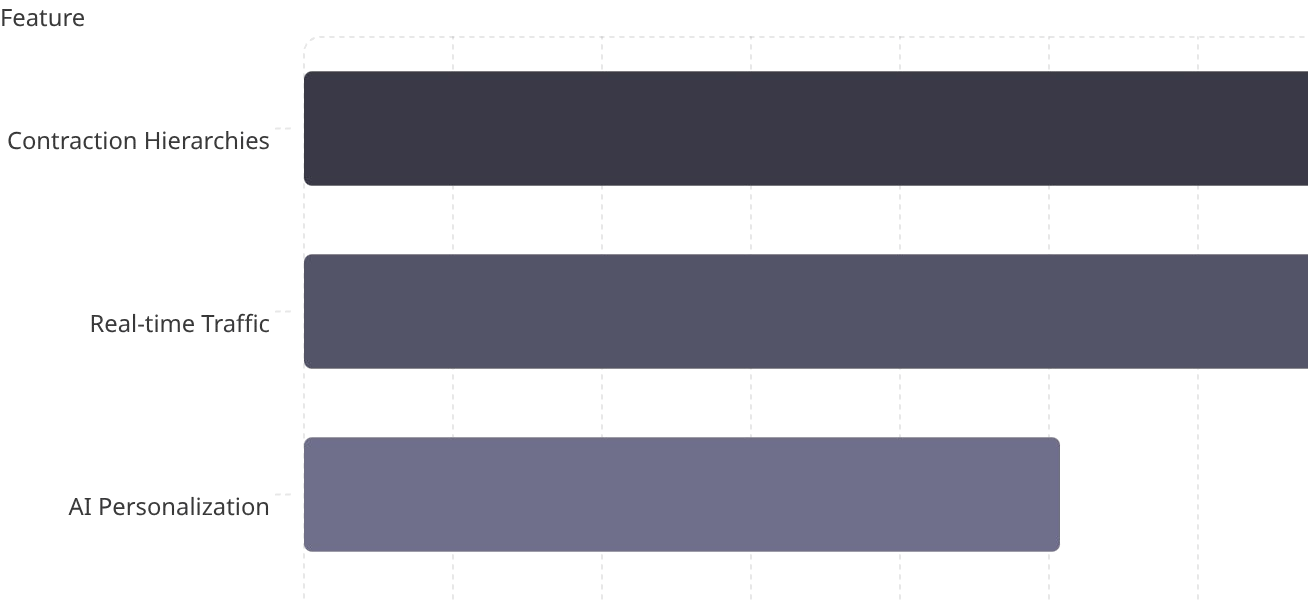 Feature
Contraction Hierarchies
Real-time Traffic
AI Personalization